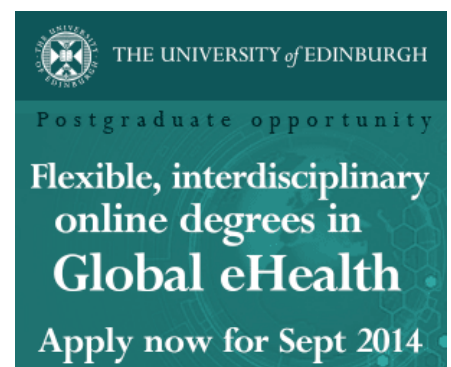 THE UNIVERSITY of EDINBURGH
Postgraduate opportunity
Flexible, interdisciplinary
online degrees in
Global eHealth
Apply now for Sept 2014